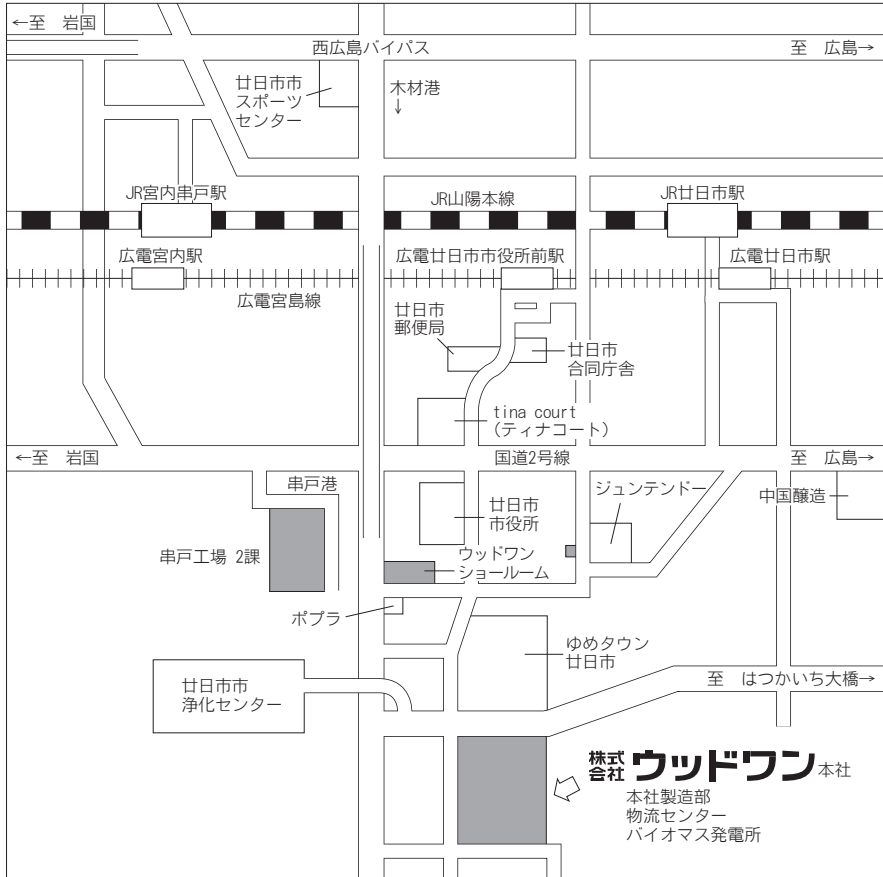 ←至　岩国
西広島バイパス
至　広島→
廿日市市
スポーツ
センター
木材港
↓
JR宮内串戸駅
JR山陽本線
JR廿日市駅
広電宮内駅
広電廿日市市役所前駅
広電廿日市駅
広電宮島線
廿日市
郵便局
廿日市
合同庁舎
tina court
（ティナコート）
←至　岩国
国道2号線
至　広島→
串戸港
廿日市
市役所
ジュンテンドー
中国醸造
串戸工場 2課
ウッドワン
ショールーム
ポプラ
ゆめタウン
廿日市
廿日市市
浄化センター
至　はつかいち大橋→
株式会社 ウッドワン 本社
本社製造部
物流センター
バイオマス発電所